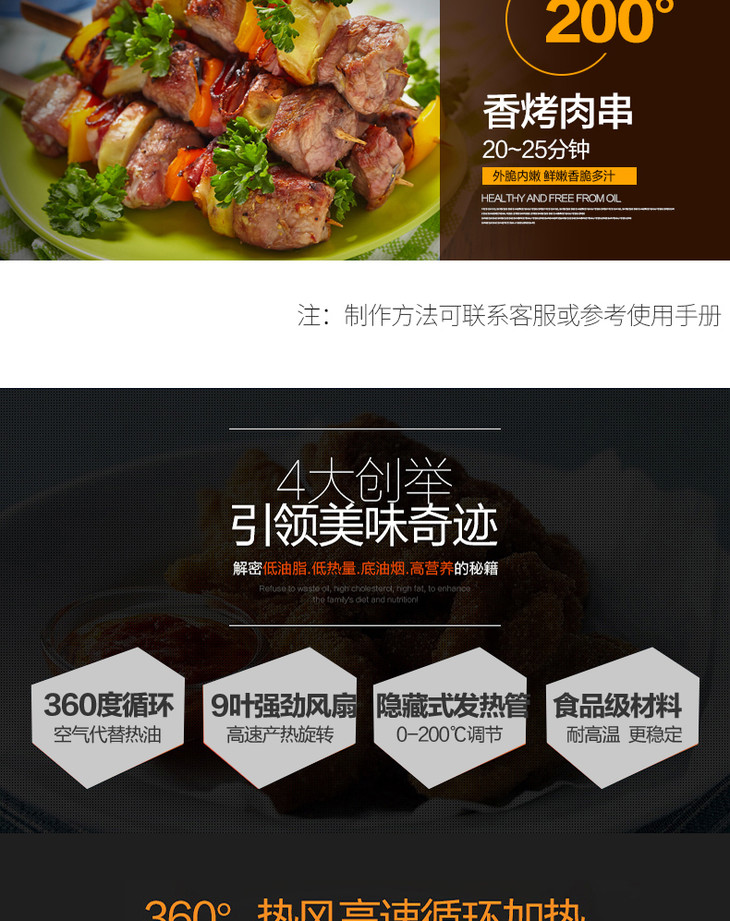 200°
香烤肉串
20~25分钟
外脆内嫩 鲜嫩香脆多汁
HEALTHY AND FREE FROM OIL
注：制作方法可联系客服或参考使用手册
4大创举
引领美味奇迹
解密低油脂.低热量.底油烟.高营养的秘籍
Refuse to waste oil, high cholesterol, high fat, to enhance
the family's diet and nutrition!
360度循环
空气代替热油
9叶强劲风扇
高速产热旋转
隐藏式发热管
0-200℃调节
食品级材料
耐高温 更稳定
360° 热风高速循环加热